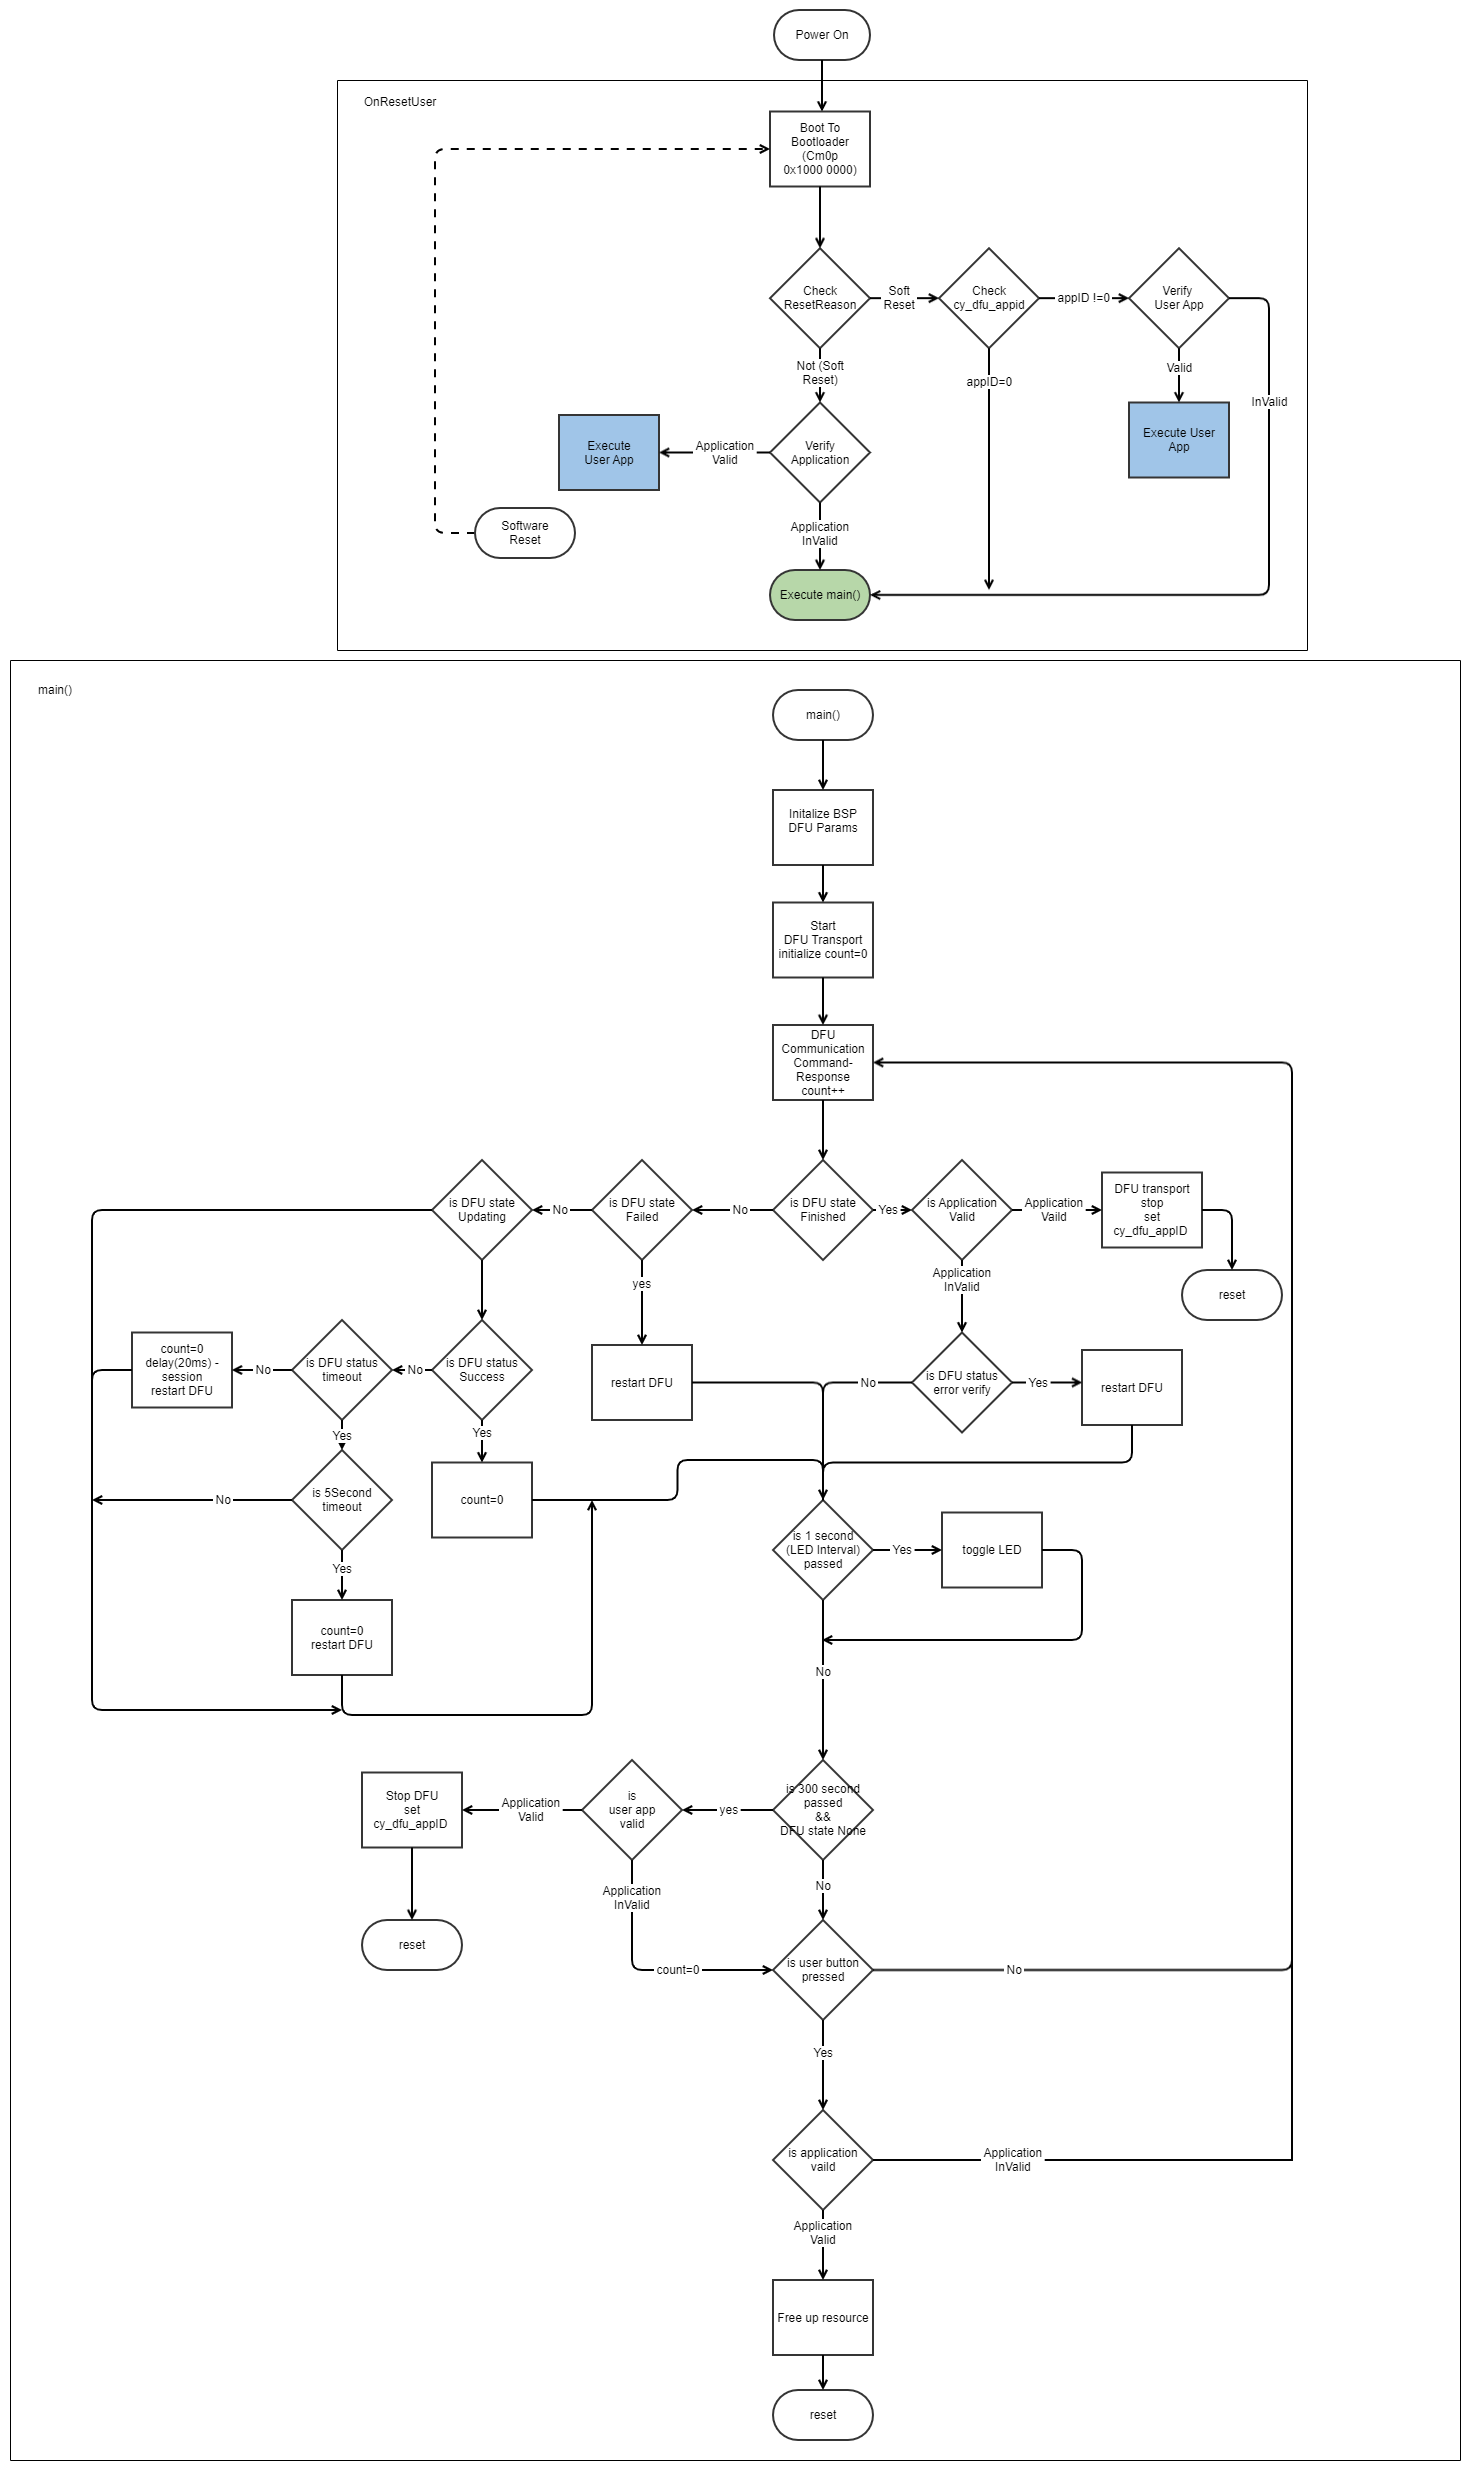 Power On
OnResetUser
Boot To
Bootloader
(Cm0p
0x1000 0000)
Check
ResetReason
Soft
Reset
Check
cy_dfu_appid
appID !=0
Verify
User App
Not (Soft
Reset)
appID=0
Valid
InValid
Execute
User App
Application
Valid
Verify
Application
Execute User
App
Software
Reset
Application
InValid
Execute main()
main()
main()
Initalize BSP
DFU Params
Start
DFU Transport
initialize count=0
DFU
Communication
Command-
Response
count++
is DFU state
Updating
No
is DFU state
Failed
No
is DFU state
Finished
Yes
is Application
Valid
Application
Vaild
DFU transport
stop
set
cy_dfu_appID
yes
Application
InValid
reset
count=0
delay(20ms) -
session
restart DFU
No
is DFU status
timeout
No
is DFU status
Success
restart DFU
No
is DFU status
error verify
Yes
restart DFU
Yes
Yes
No
is 5Second
timeout
count=0
is 1 second
(LED Interval)
passed
Yes
toggle LED
Yes
count=0
restart DFU
No
Stop DFU
set
cy_dfu_appID
Application
Valid
is
user app
valid
yes
is 300 second
passed
&&
DFU state None
Application
InValid
No
reset
count=0
is user button
pressed
No
Yes
is application
vaild
Application
InValid
Application
Valid
Free up resource
reset